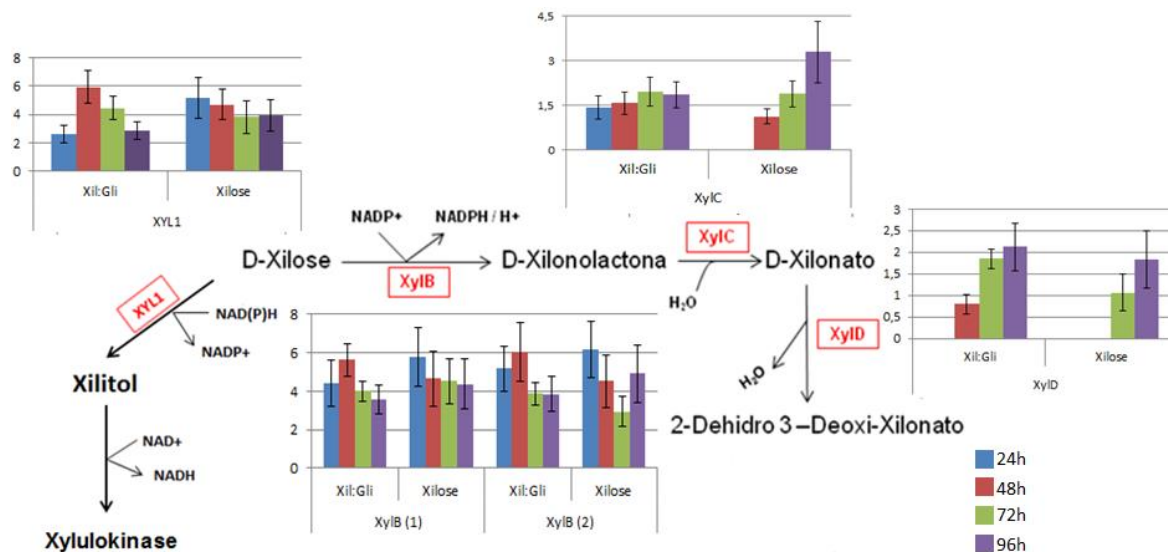 8
6
4
2
0
Xil:Gli Xilose
XYL1
4,5
3
1,5
0
Xil:Gli Xilose
XylC
NADP+ NADPH / H+
D-Xilose XylB D-Xilonolactona XylC D-Xilonato
H₂O
XYL1
NAD(P)H
NADP+
Xilitol
NAD+
NADH
Xylulokinase
8
6
4
2
0
Xil:Gli Xilose Xil:Gli Xilose
XylB (1) XylB (2)
H₂O
XylD
2-Dehidro 3–Deoxi-Xilonato
3
2,5
2
1,5
1
0,5
0
Xil:Gli Xilose
XylD
24h
48h
72h
96h